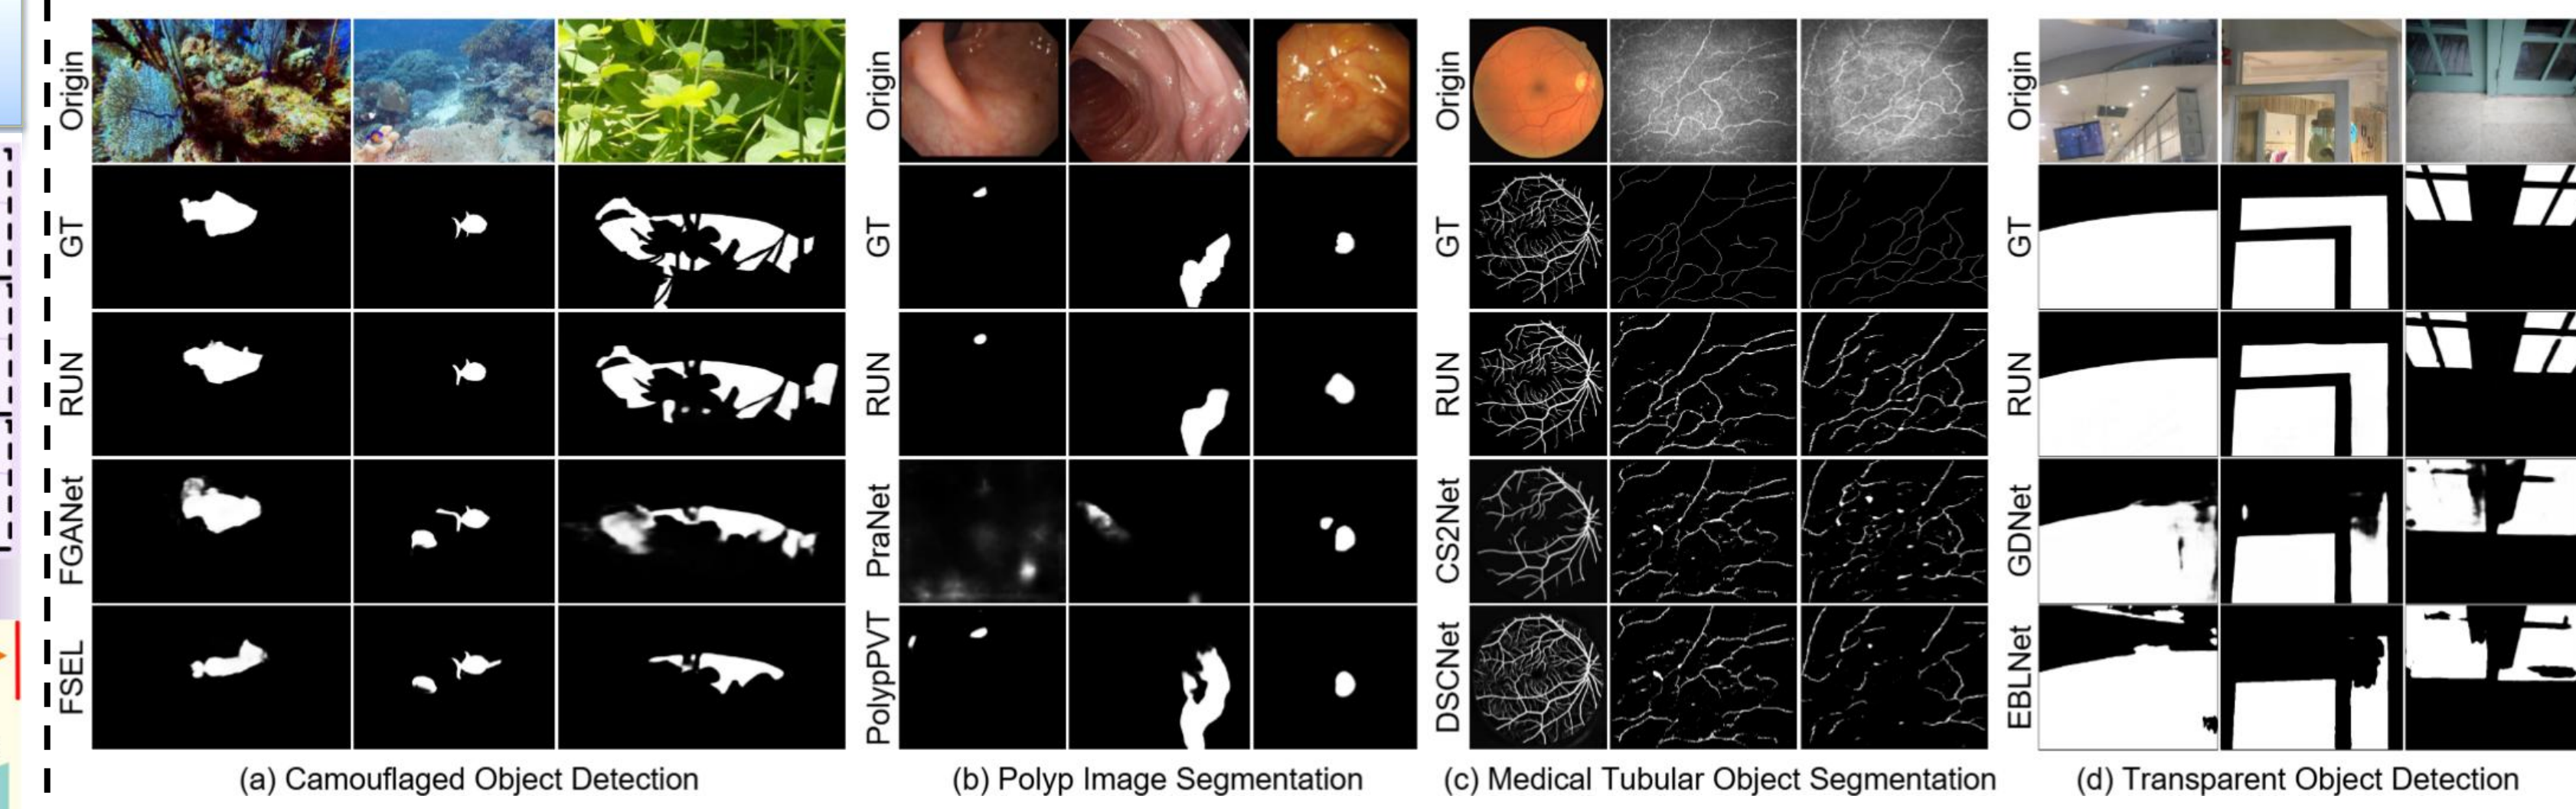 Origin
GT
RUN
FGANet
FSEL
(a) Camouflaged Object Detection
Origin
GT
RUN
PraNet
PolypPVT
(b) Polyp Image Segmentation
Origin
GT
RUN
CS2Net
DSCNet
(c) Medical Tubular Object Segmentation
Origin
GT
RUN
GDNet
EBLNet
(d) Transparent Object Detection